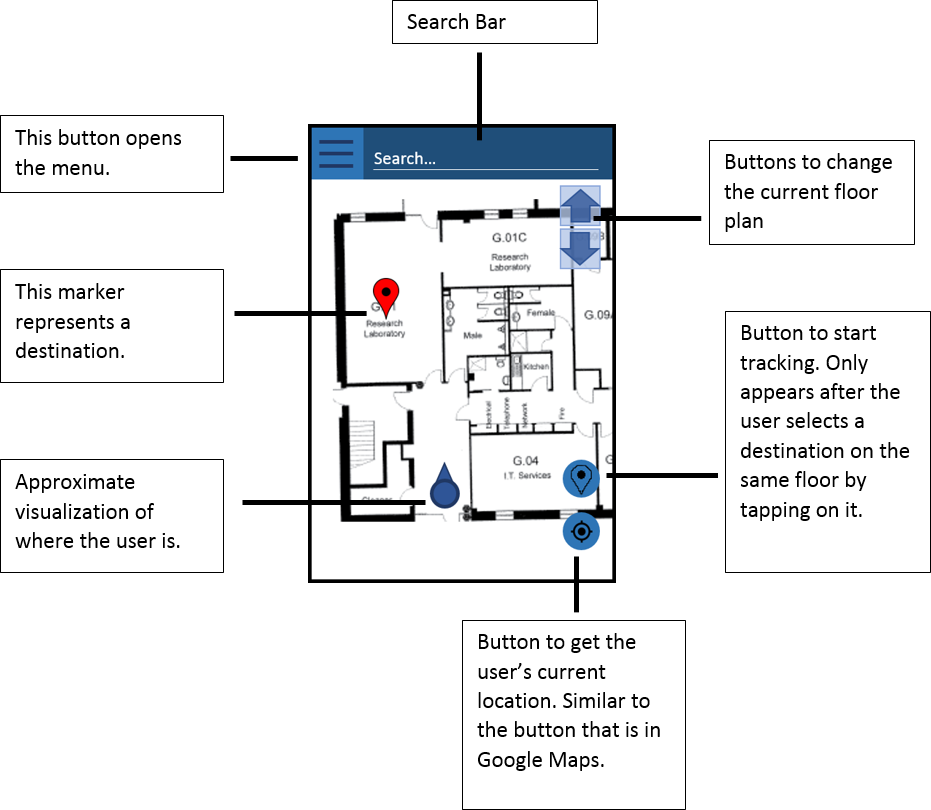 Search Bar
This button opens
the menu.
Search...
Buttons to change
the current floor
plan
G.01C
Research
Laboratory
This marker
represents a
destination.
Research
Laboratory
Male
Female
Kitchen
G.09
Electrical
Telephone
Network
Fire
Button to start
tracking. Only
appears after the
user selects a
destination on the
same floor by
tapping on it.
G.04
I.T. Services
Approximate
visualization of
where the user is.
Button to get the
user’s current
location. Similar to
the button that is in
Google Maps.